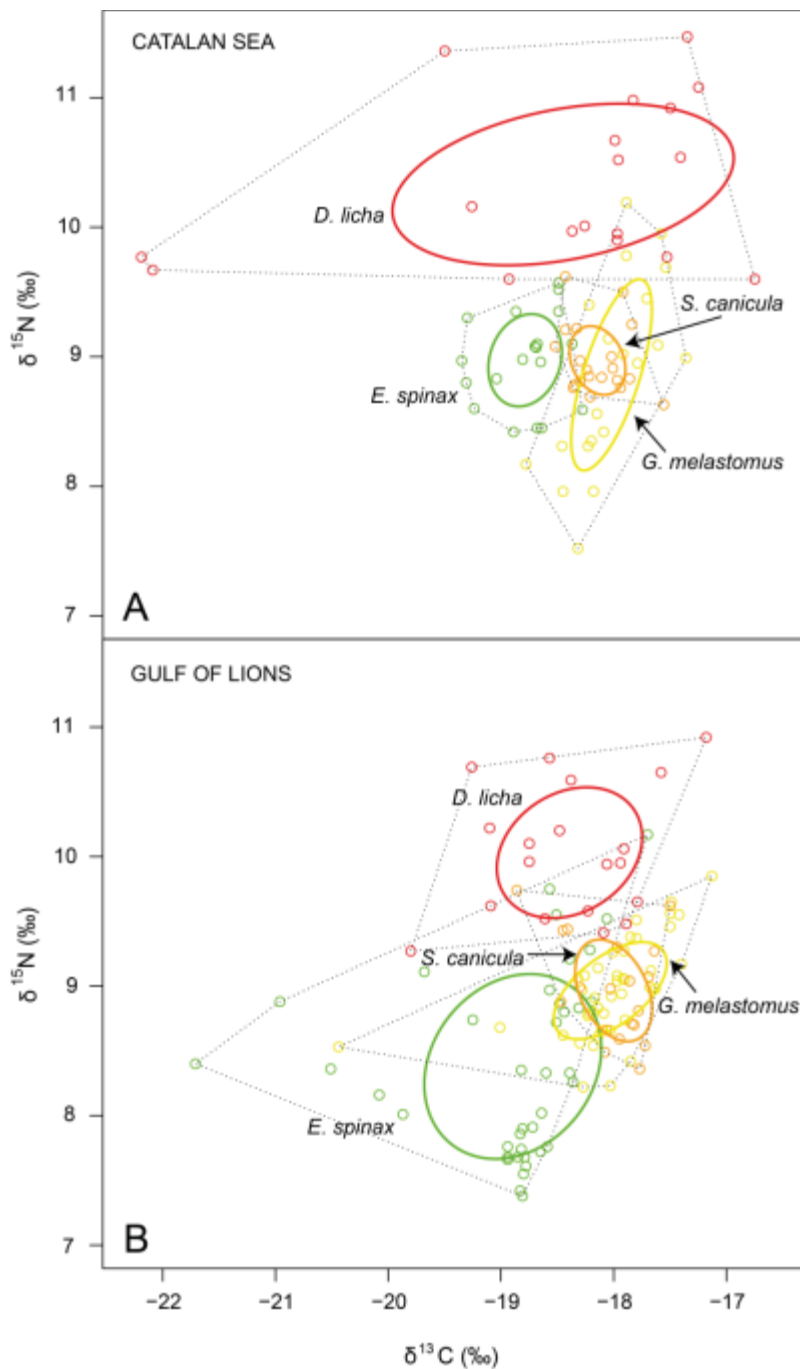 CATALAN SEA
11
D. licha
10
δ 15N (‰)
S. canicula
9
E. spinax
G. melastomus
8
7
A
GULF OF LIONS
11
D. licha
10
δ 15N (‰)
S. canicula
9
G. melastomus
8
E. spinax
7
B
−22 −21 −20 −19 −18 −17
δ13 C (‰)